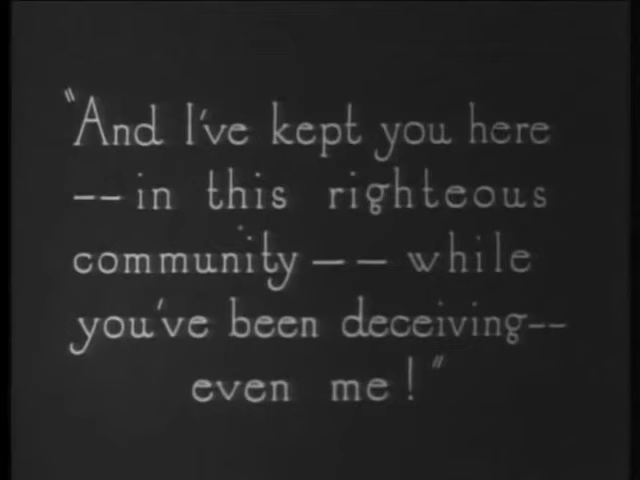 "And I've kept you here
-- in this righteous
community -- -- while
you've been deceiving--
even me!"